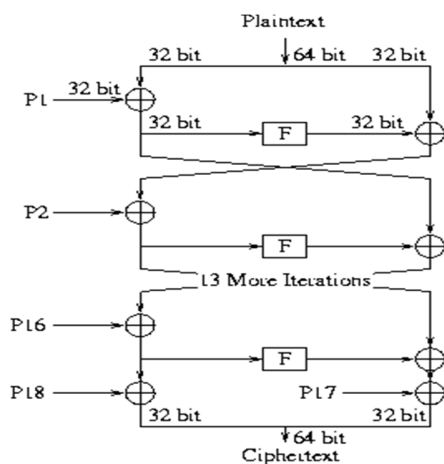 Plaintext
32 bit 64 bit 32 bit
P1 32 bit
32 bit F 32 bit
P2
F
13 More Iterations
P16
F
P18 P17
32 bit 32 bit
64 bit
Ciphertext